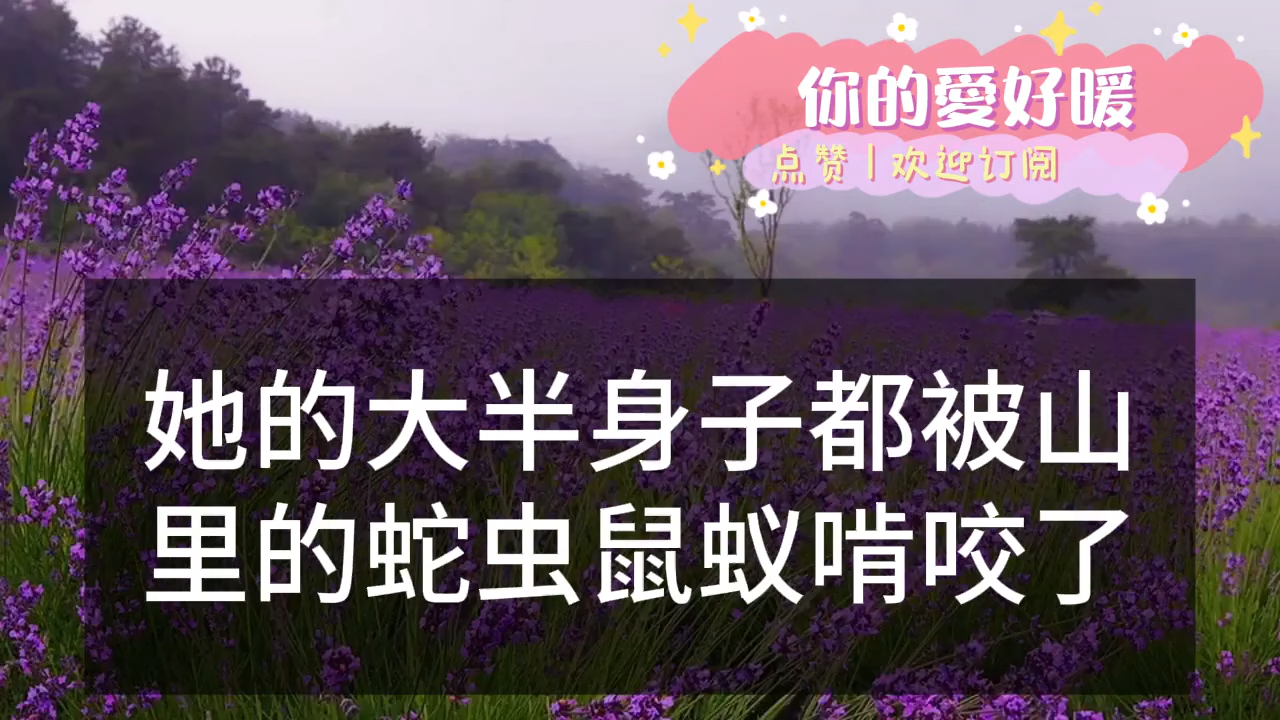 你的愛好暖
点赞丨欢迎订阅
她的大半身子都被山
里的蛇虫鼠蚁啃咬了